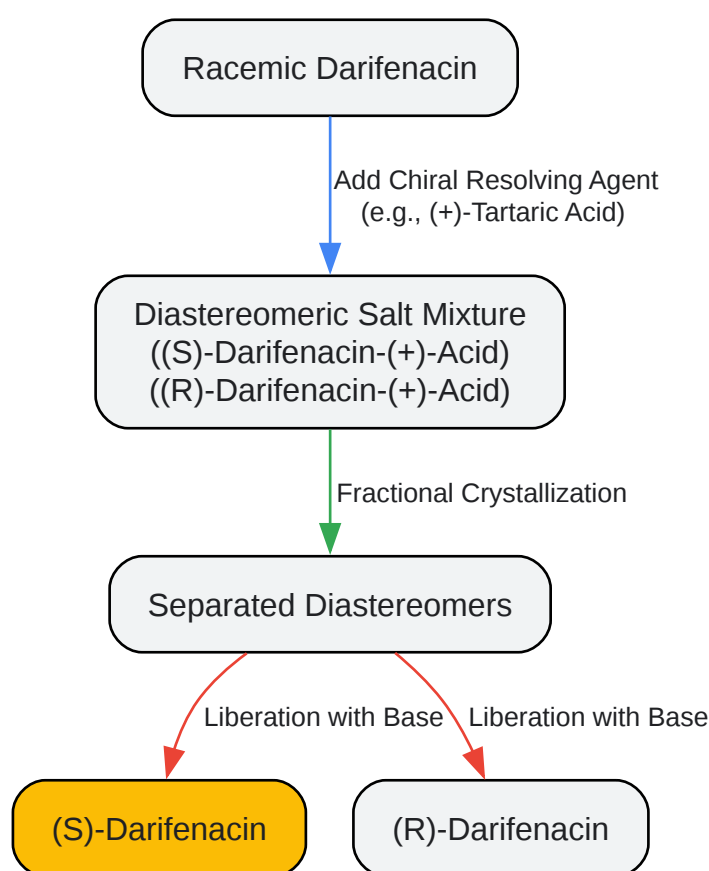 Racemic Darifenacin
Add Chiral Resolving Agent
(e.g., (+)-Tartaric Acid)
Diastereomeric Salt Mixture
((S)-Darifenacin-(+)-Acid)
((R)-Darifenacin-(+)-Acid)
Fractional Crystallization
Separated Diastereomers
Liberation with Base
Liberation with Base
(S)-Darifenacin
(R)-Darifenacin